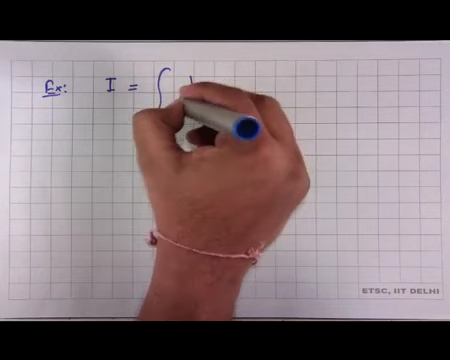 Ex: I = ∫
ETSC, IIT DELHI